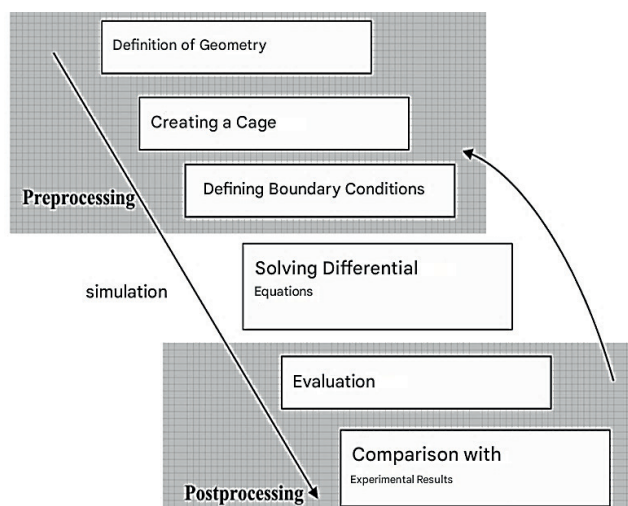 Definition of Geometry
Creating a Cage
Defining Boundary Conditions
Preprocessing
Solving Differential
Equations
simulation
Evaluation
Comparison with
Experimental Results
Postprocessing